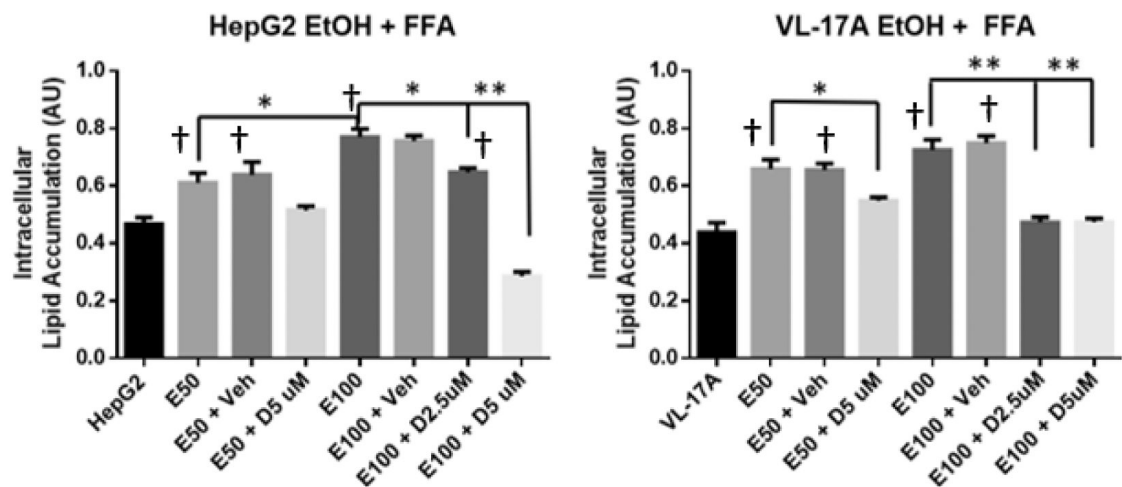 HepG2 EtOH + FFA
Intracellular
Lipid Accumulation (AU)
1.0
0.8
0.6
0.4
0.2
0.0
*
*
**
†
†
†
†
HepG2
E50
E50 + Veh
E50 + D5 uM
E100
E100 + Veh
E100 + D2.5uM
E100 + D5 uM
VL-17A EtOH + FFA
Intracellular
Lipid Accumulation (AU)
1.0
0.8
0.6
0.4
0.2
0.0
*
**
**
†
†
†
†
VL-17A
E50
E50 + Veh
E50 + D5 uM
E100
E100 + Veh
E100 + D2.5uM
E100 + D5uM